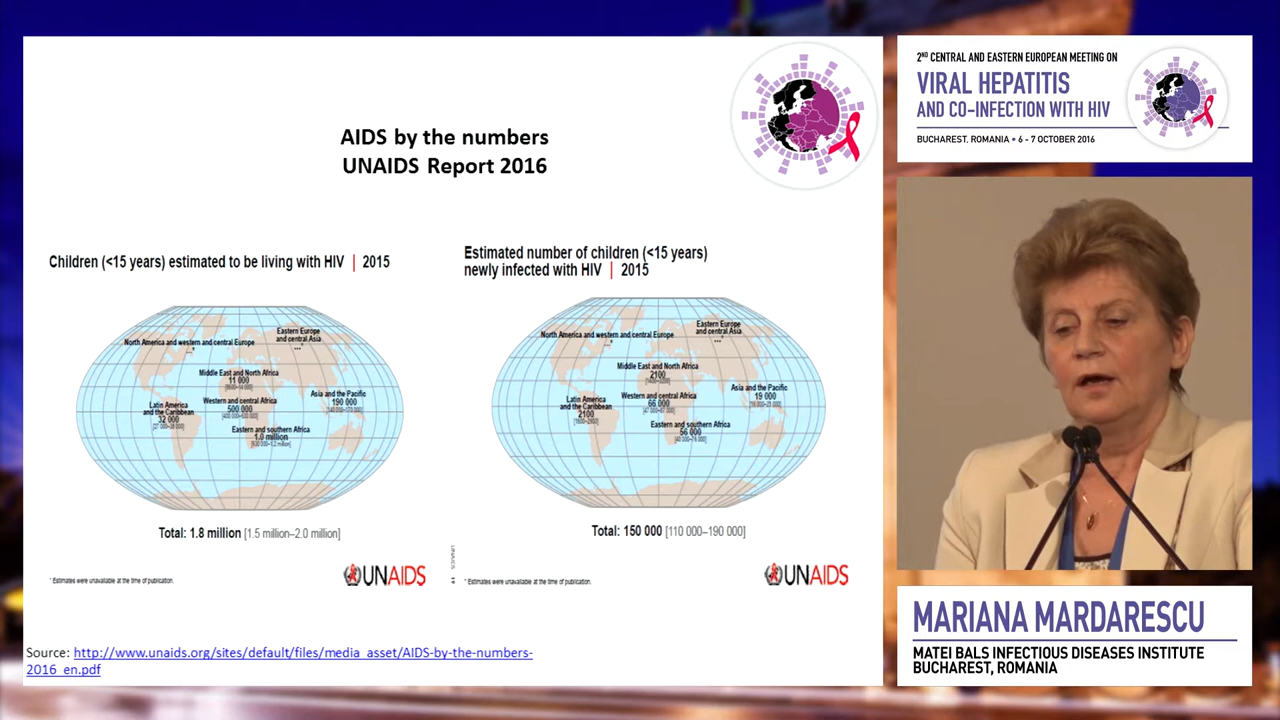 AIDS by the numbers
UNAIDS Report 2016
Children (<15 years) estimated to be living with HIV | 2015
North America and western and central Europe
...*
Eastern Europe
and central Asia
...*
Middle East and North Africa
11 000
Western and central Africa
500 000
Latin America
and the Caribbean
32 000
Asia and the Pacific
190 000
Eastern and southern Africa
1.0 million
Total: 1.8 million [1.5 million–2.0 million]
* Estimates were unavailable at the time of publication.
UNAIDS
Estimated number of children (<15 years)
newly infected with HIV | 2015
North America and western and central Europe
...*
Eastern Europe
and central Asia
...*
Middle East and North Africa
2100
Western and central Africa
66 000
Latin America
and the Caribbean
2100
Asia and the Pacific
19 000
Eastern and southern Africa
56 000
Total: 150 000 [110 000–190 000]
* Estimates were unavailable at the time of publication.
UNAIDS
Source: http://www.unaids.org/sites/default/files/media_asset/AIDS-by-the-numbers-
2016_en.pdf
2ND CENTRAL AND EASTERN EUROPEAN MEETING ON
VIRAL HEPATITIS
AND CO-INFECTION WITH HIV
BUCHAREST, ROMANIA • 6 - 7 OCTOBER 2016
MARIANA MARDARESCU
MATEI BALS INFECTIOUS DISEASES INSTITUTE
BUCHAREST, ROMANIA